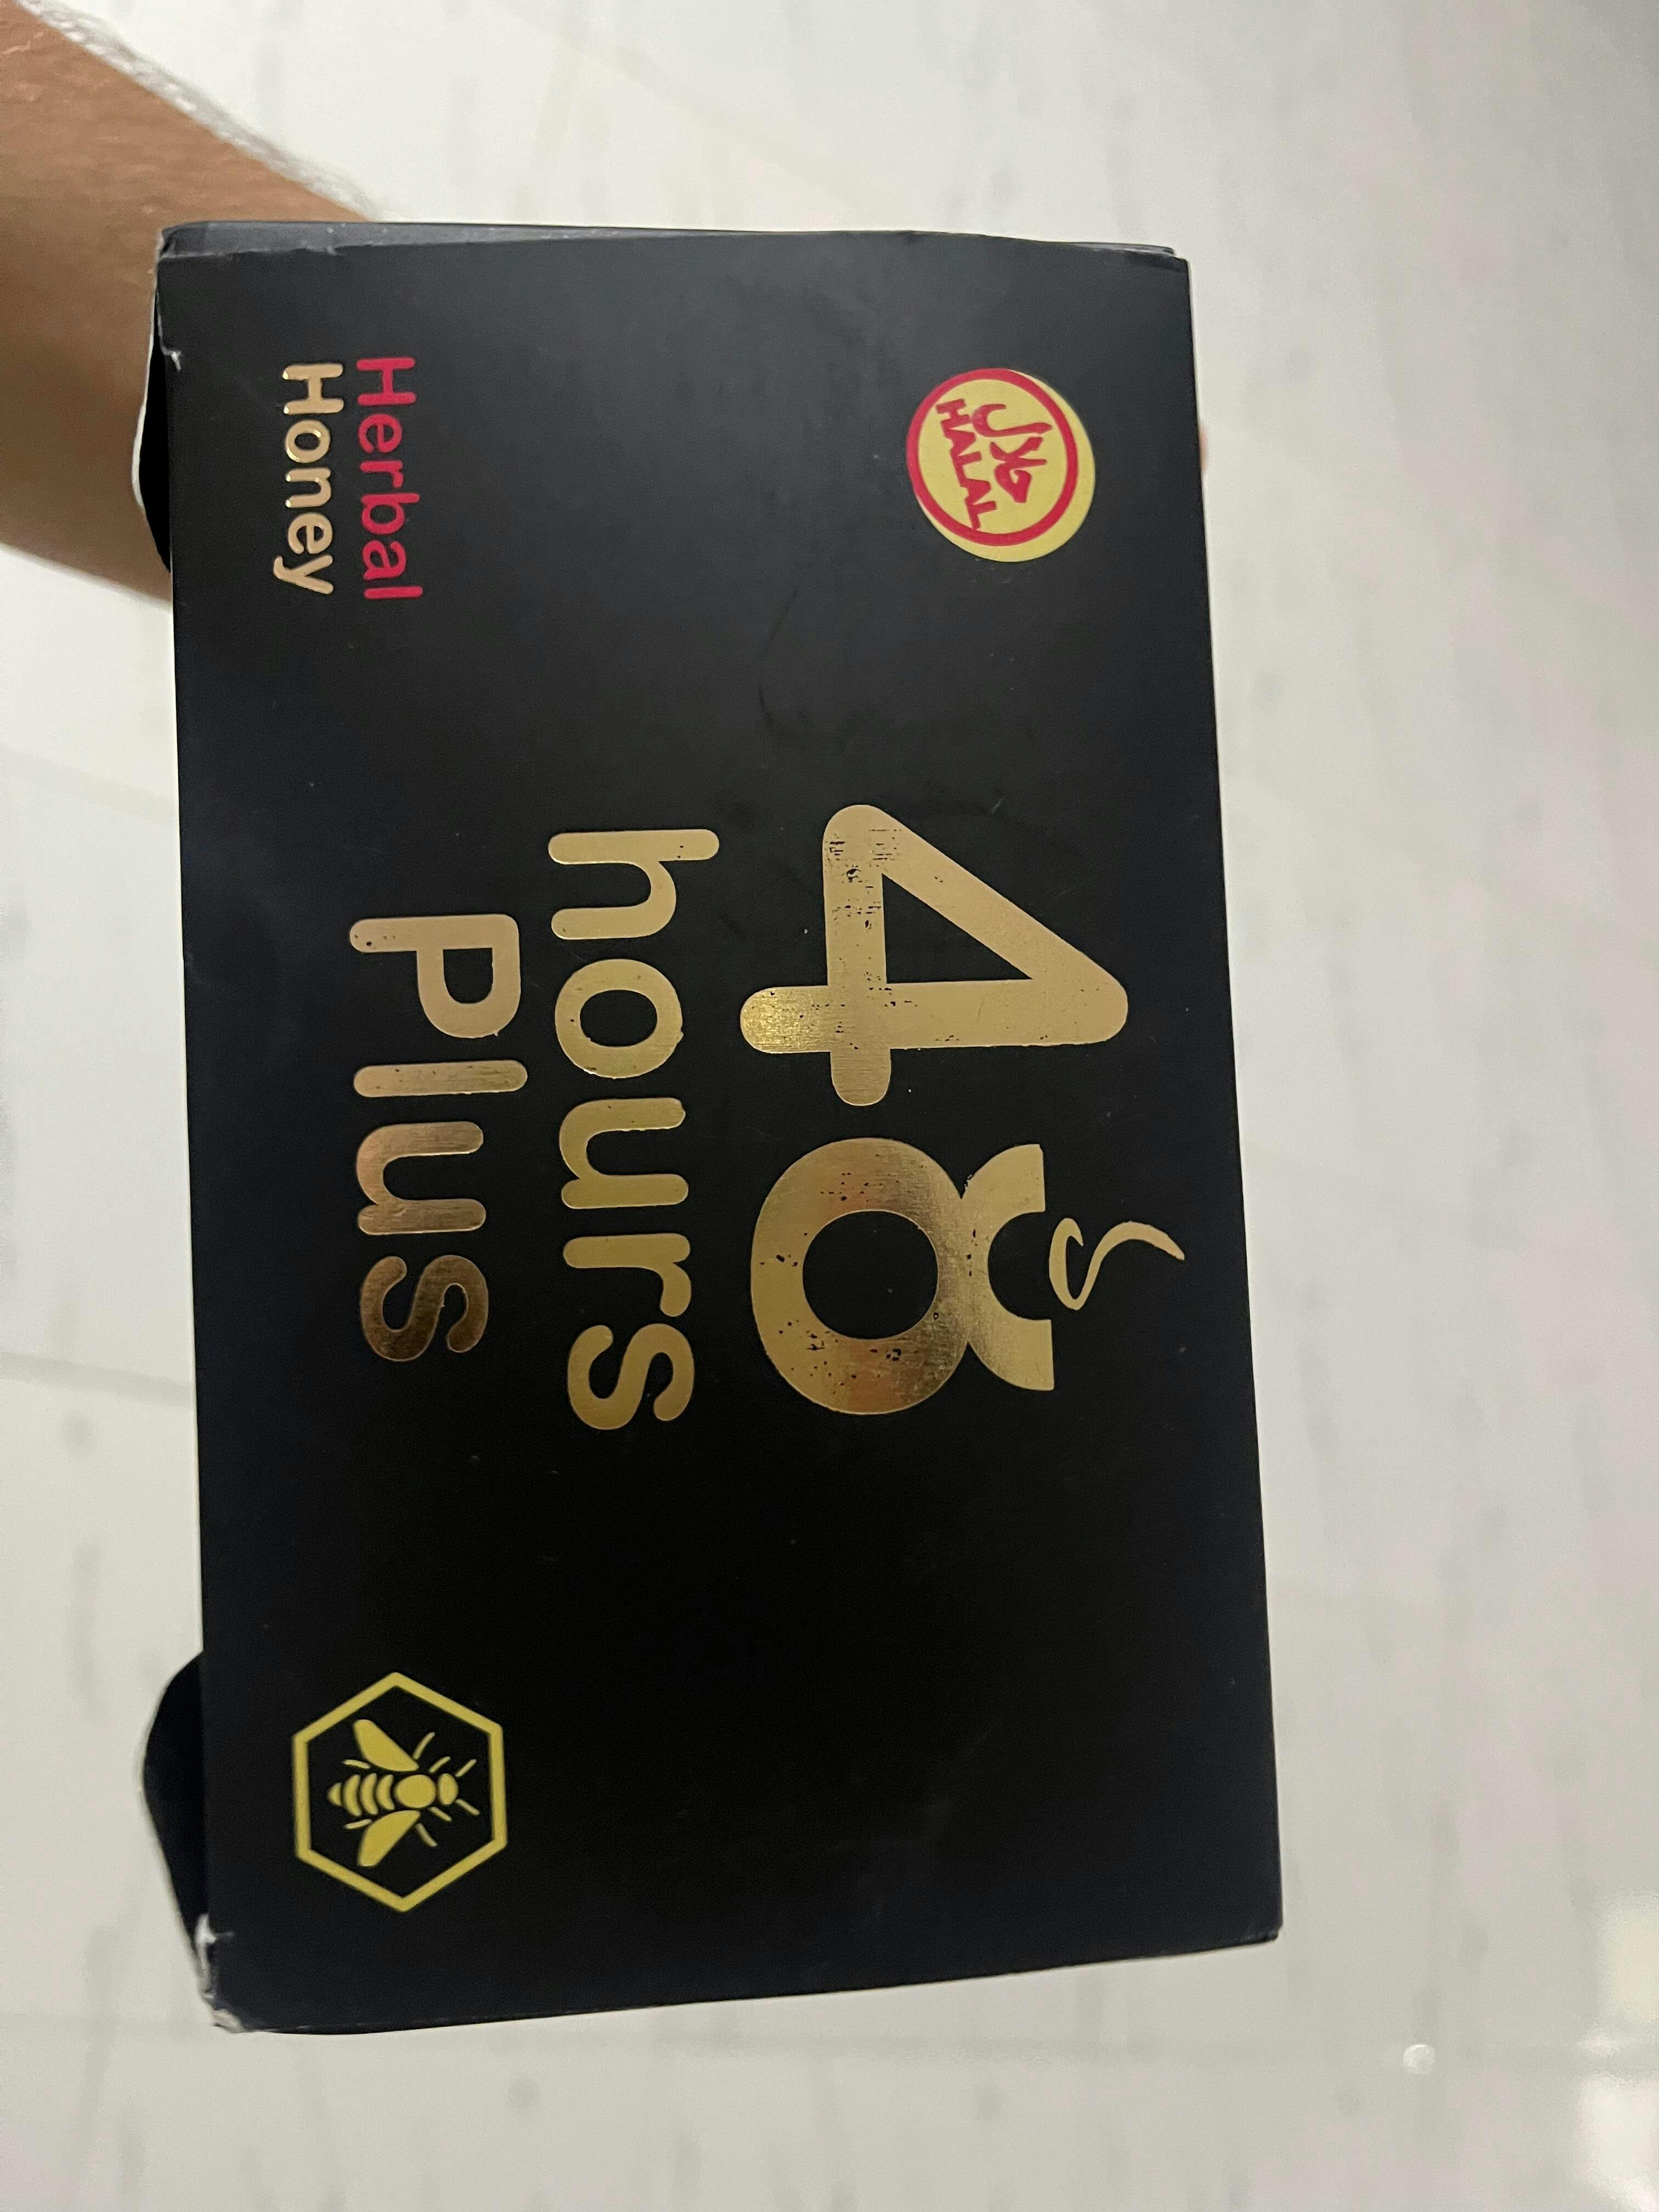 حلال
HALAL
48
hours
Plus
Herbal
Honey